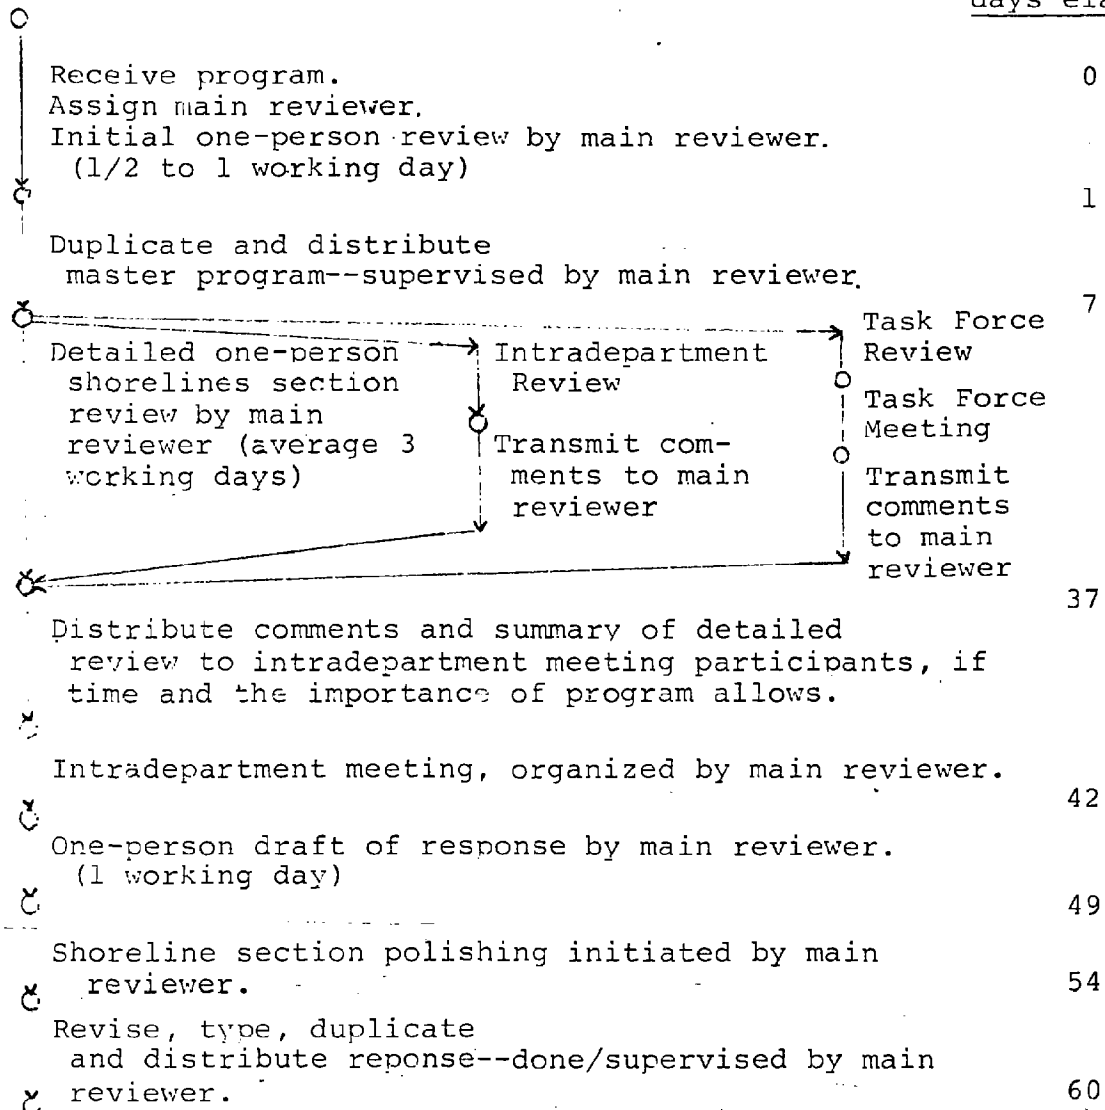 days
0
Receive program.
Assign main reviewer.
Initial one-person review by main reviewer.
(1/2 to 1 working day)
1
Duplicate and distribute
master program--supervised by main reviewer.
7
Detailed one-person
shorelines section
review by main
reviewer (average 3
working days)
Intradepartment
Review
Transmit com-
ments to main
reviewer
Task Force
Review
Task Force
Meeting
Transmit
comments
to main
reviewer
37
Distribute comments and summary of detailed
review to intradepartment meeting participants, if
time and the importance of program allows.
Intradepartment meeting, organized by main reviewer.
42
One-person draft of response by main reviewer.
(1 working day)
49
Shoreline section polishing initiated by main
reviewer.
54
Revise, type, duplicate
and distribute reponse--done/supervised by main
reviewer.
60